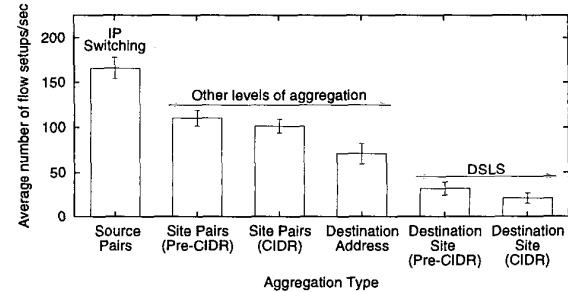 Average number of flow setups/sec
200
150
100
50
0
IP
Switching
Other levels of aggregation
DSLS
Source
Pairs
Site Pairs
(Pre-CIDR)
Site Pairs
(CIDR)
Destination
Address
Destination
Site
(Pre-CIDR)
Destination
Site
(CIDR)
Aggregation Type